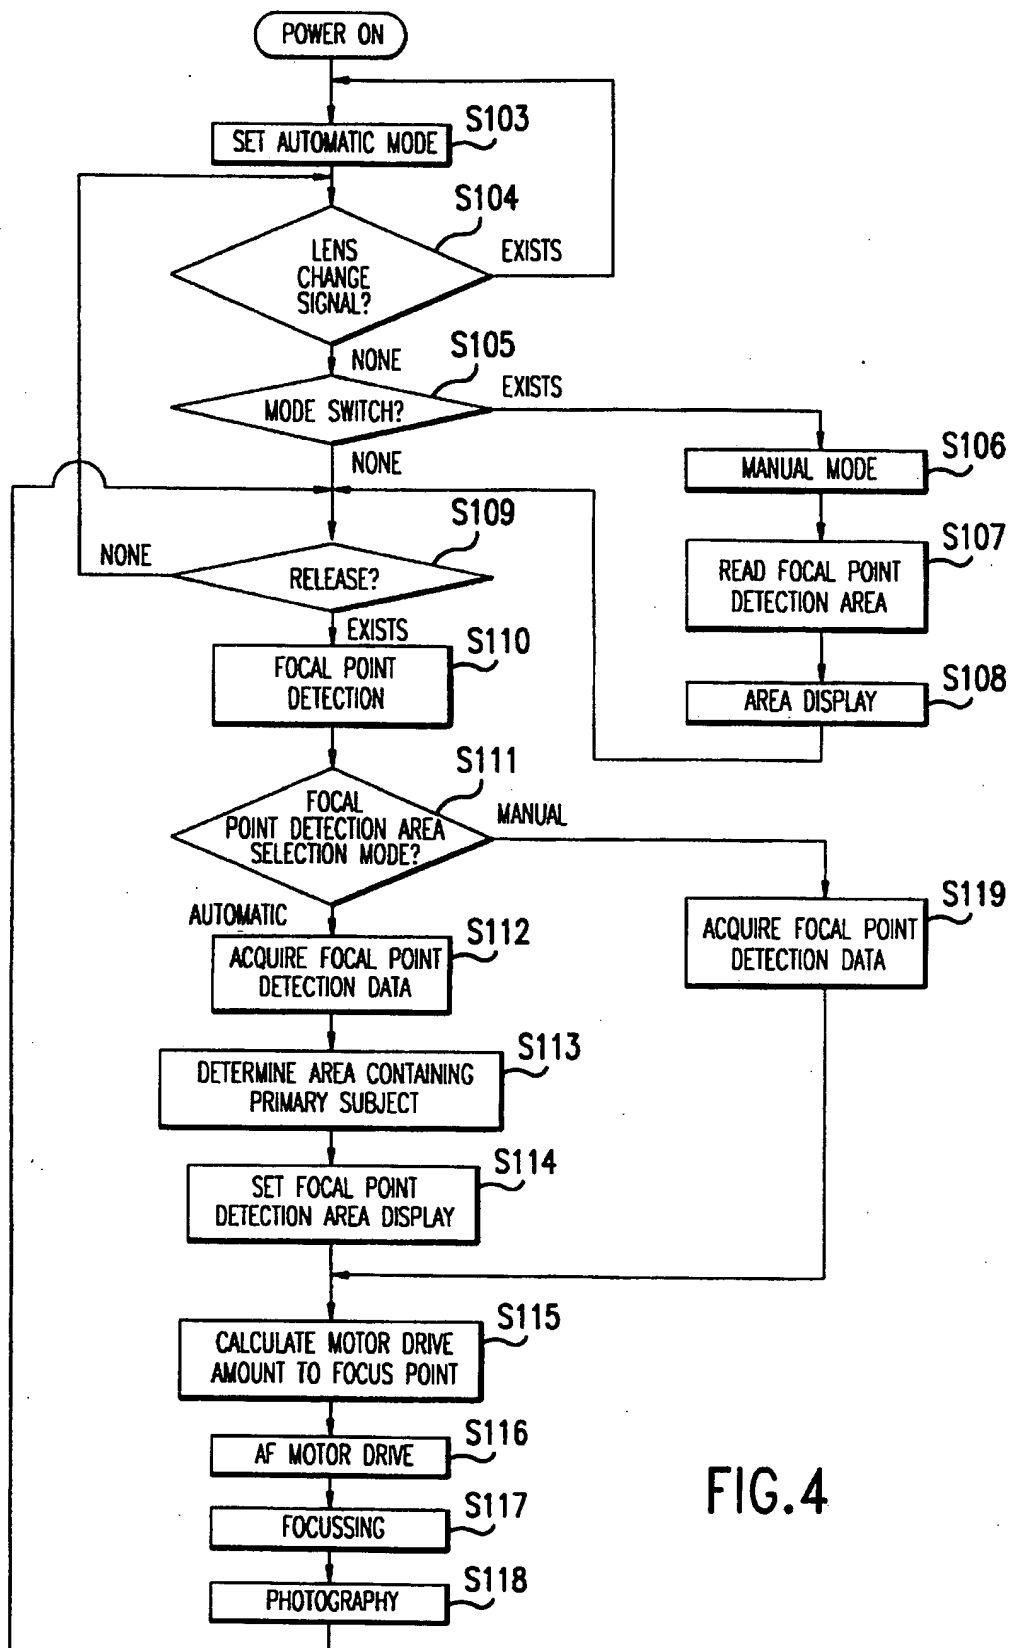 POWER ON
S103
SET AUTOMATIC MODE
S104
LENS
CHANGE
SIGNAL?
EXISTS
NONE
S105
MODE SWITCH?
EXISTS
NONE
S106
MANUAL MODE
S107
READ FOCAL POINT
DETECTION AREA
S108
AREA DISPLAY
S109
RELEASE?
NONE
EXISTS
S110
FOCAL POINT
DETECTION
S111
FOCAL
POINT DETECTION AREA
SELECTION MODE?
MANUAL
AUTOMATIC
S112
ACQUIRE FOCAL POINT
DETECTION DATA
S119
ACQUIRE FOCAL POINT
DETECTION DATA
S113
DETERMINE AREA CONTAINING
PRIMARY SUBJECT
S114
SET FOCAL POINT
DETECTION AREA DISPLAY
S115
CALCULATE MOTOR DRIVE
AMOUNT TO FOCUS POINT
S116
AF MOTOR DRIVE
S117
FOCUSSING
S118
PHOTOGRAPHY
FIG.4